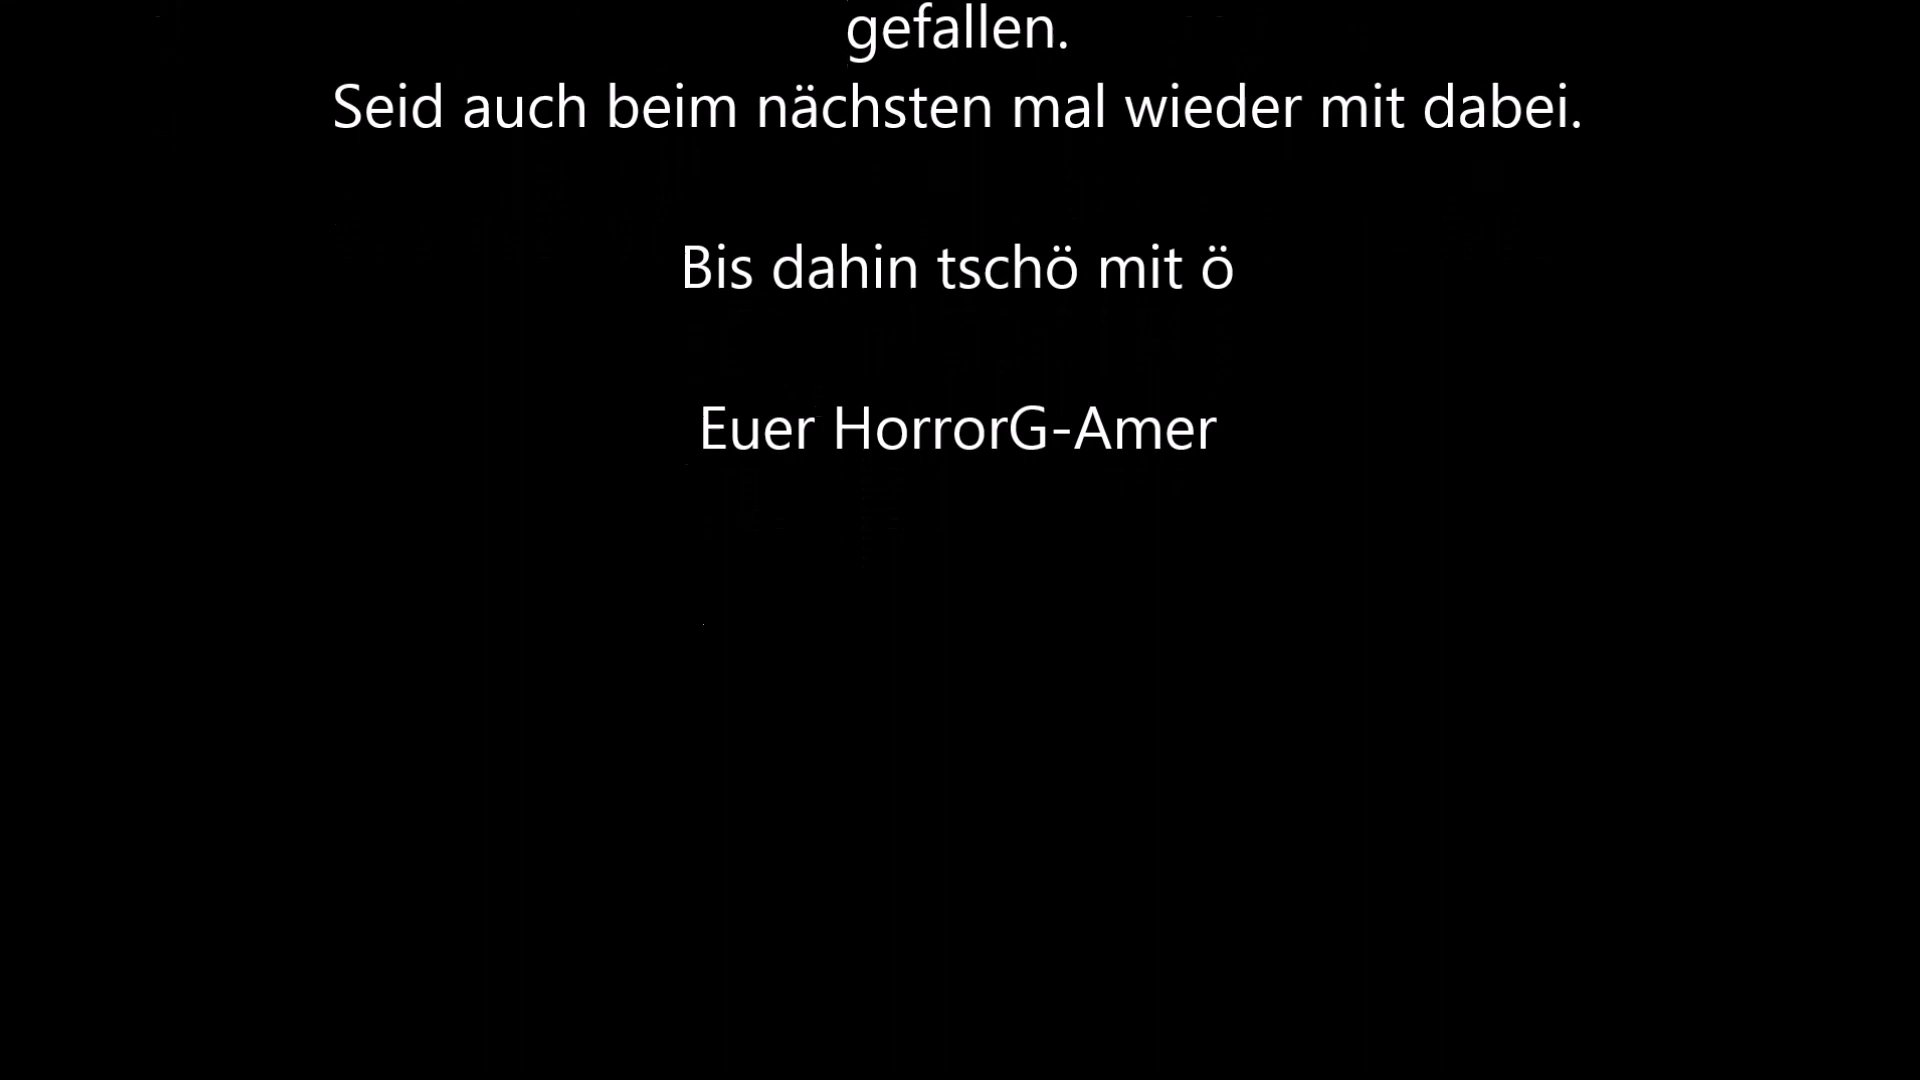 gefallen.
Seid auch beim nächsten mal wieder mit dabei.
Bis dahin tschö mit ö
Euer HorrorG-Amer